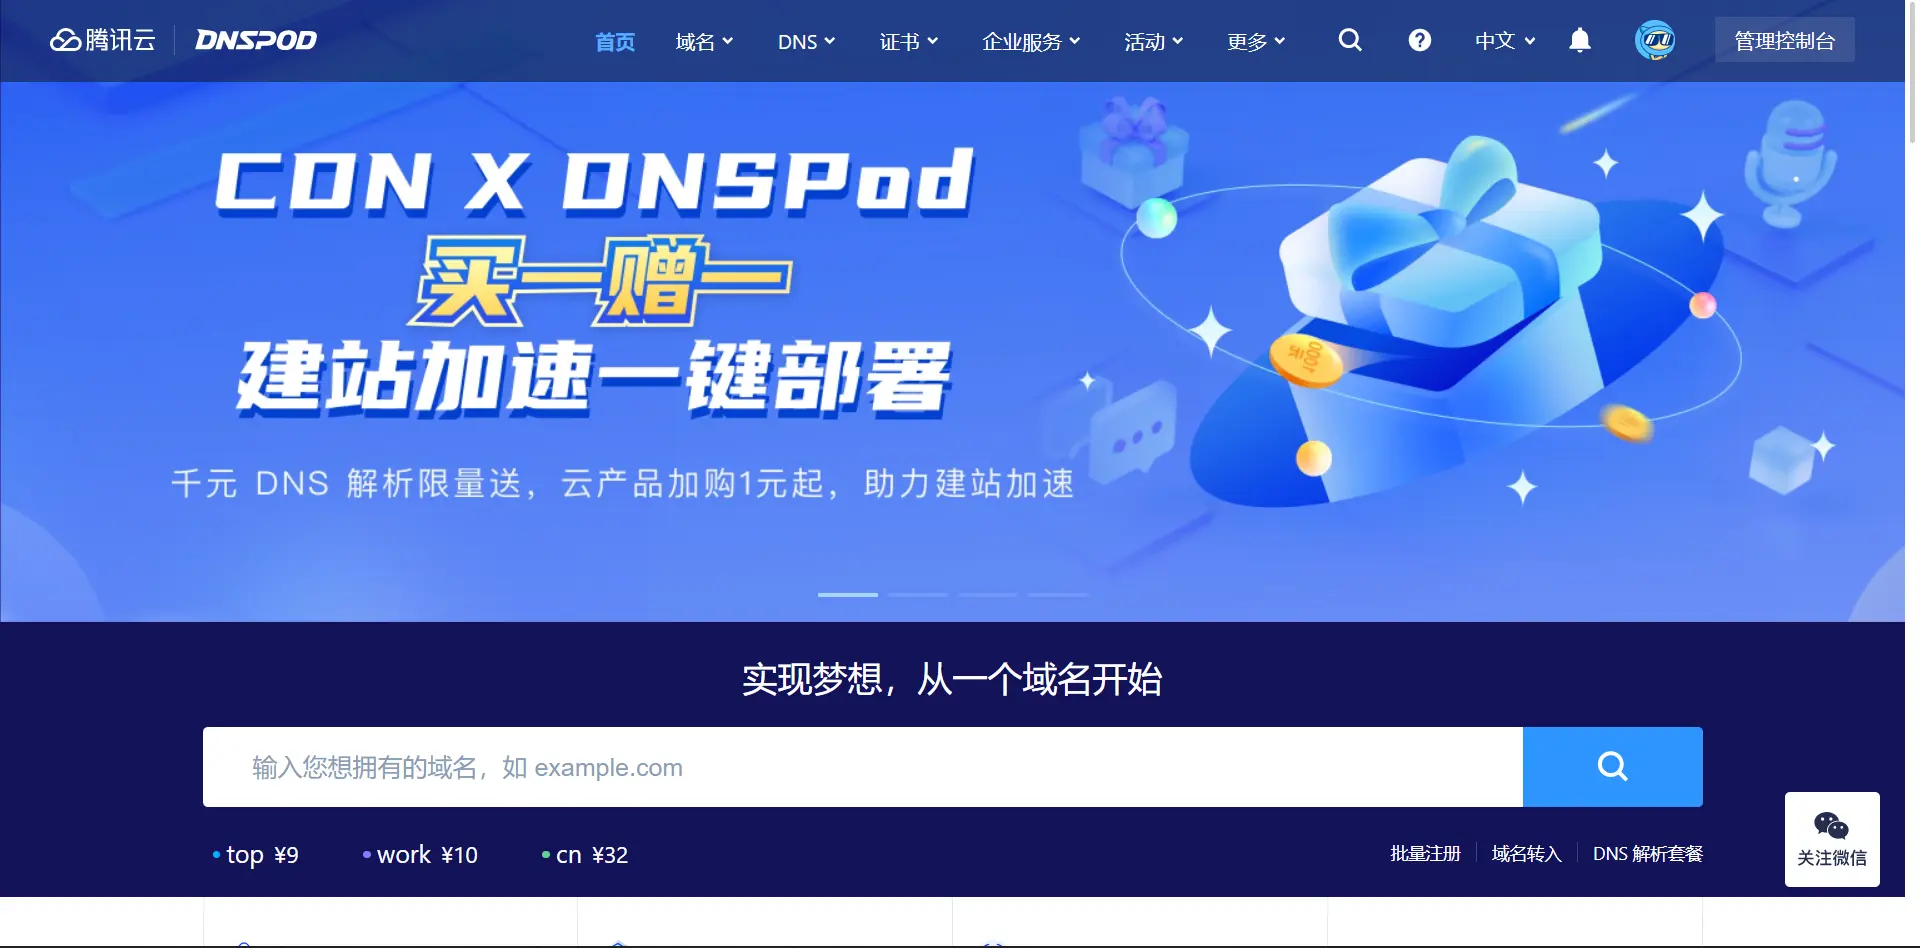 腾讯云 DNSPOD 首页 域名 DNS 证书 企业服务 活动 更多 中文 管理控制台
CDN X DNSPod
买一赠一
建站加速一键部署
千元 DNS 解析限量送，云产品加购1元起，助力建站加速
实现梦想，从一个域名开始
输入您想拥有的域名，如 example.com
top ¥9 work ¥10 cn ¥32 批量注册 域名转入 DNS 解析套餐
关注微信